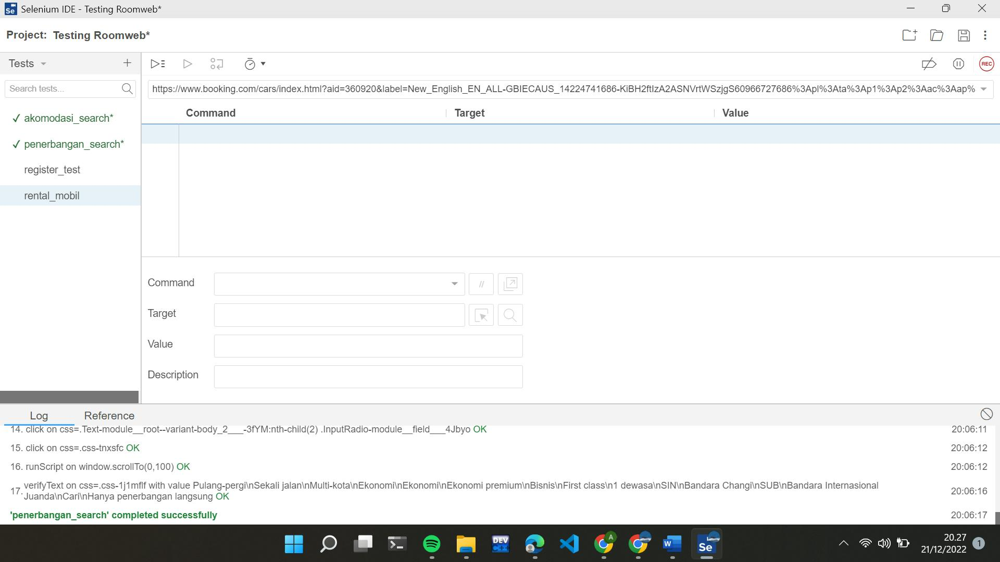 Selenium IDE - Testing Roomweb*
Project: Testing Roomweb*
Tests
REC
Search tests...
https://www.booking.com/cars/index.html?aid=360920&label=New_English_EN_ALL-GBIECAUS_14224741686-KiBH2ftIzA2ASNVrtWSzjgS60966727686%3Apl%3Ata%3Ap1%3Ap2%3Aac%3Aap%
Command Target Value
✓ akomodasi_search*
✓ penerbangan_search*
register_test
rental_mobil
Command
//
Target
Value
Description
Log Reference
14. click on css=.Text-module__root--variant-body_2___-3fYM:nth-child(2) .InputRadio-module__field___4Jbyo OK 20:06:11
15. click on css=.css-tnxsfc OK 20:06:12
16. runScript on window.scrollTo(0,100) OK 20:06:12
17. verifyText on css=.css-1j1mflf with value Pulang-pergi\nSekali jalan\nMulti-kota\nEkonomi\nEkonomi\nEkonomi premium\nBisnis\nFirst class\n1 dewasa\nSIN\nBandara Changi\nSUB\nBandara Internasional
Juanda\nCari\nHanya penerbangan langsung OK 20:06:16
'penerbangan_search' completed successfully 20:06:17
DEV C++
A
W
Se
20.27
21/12/2022
1